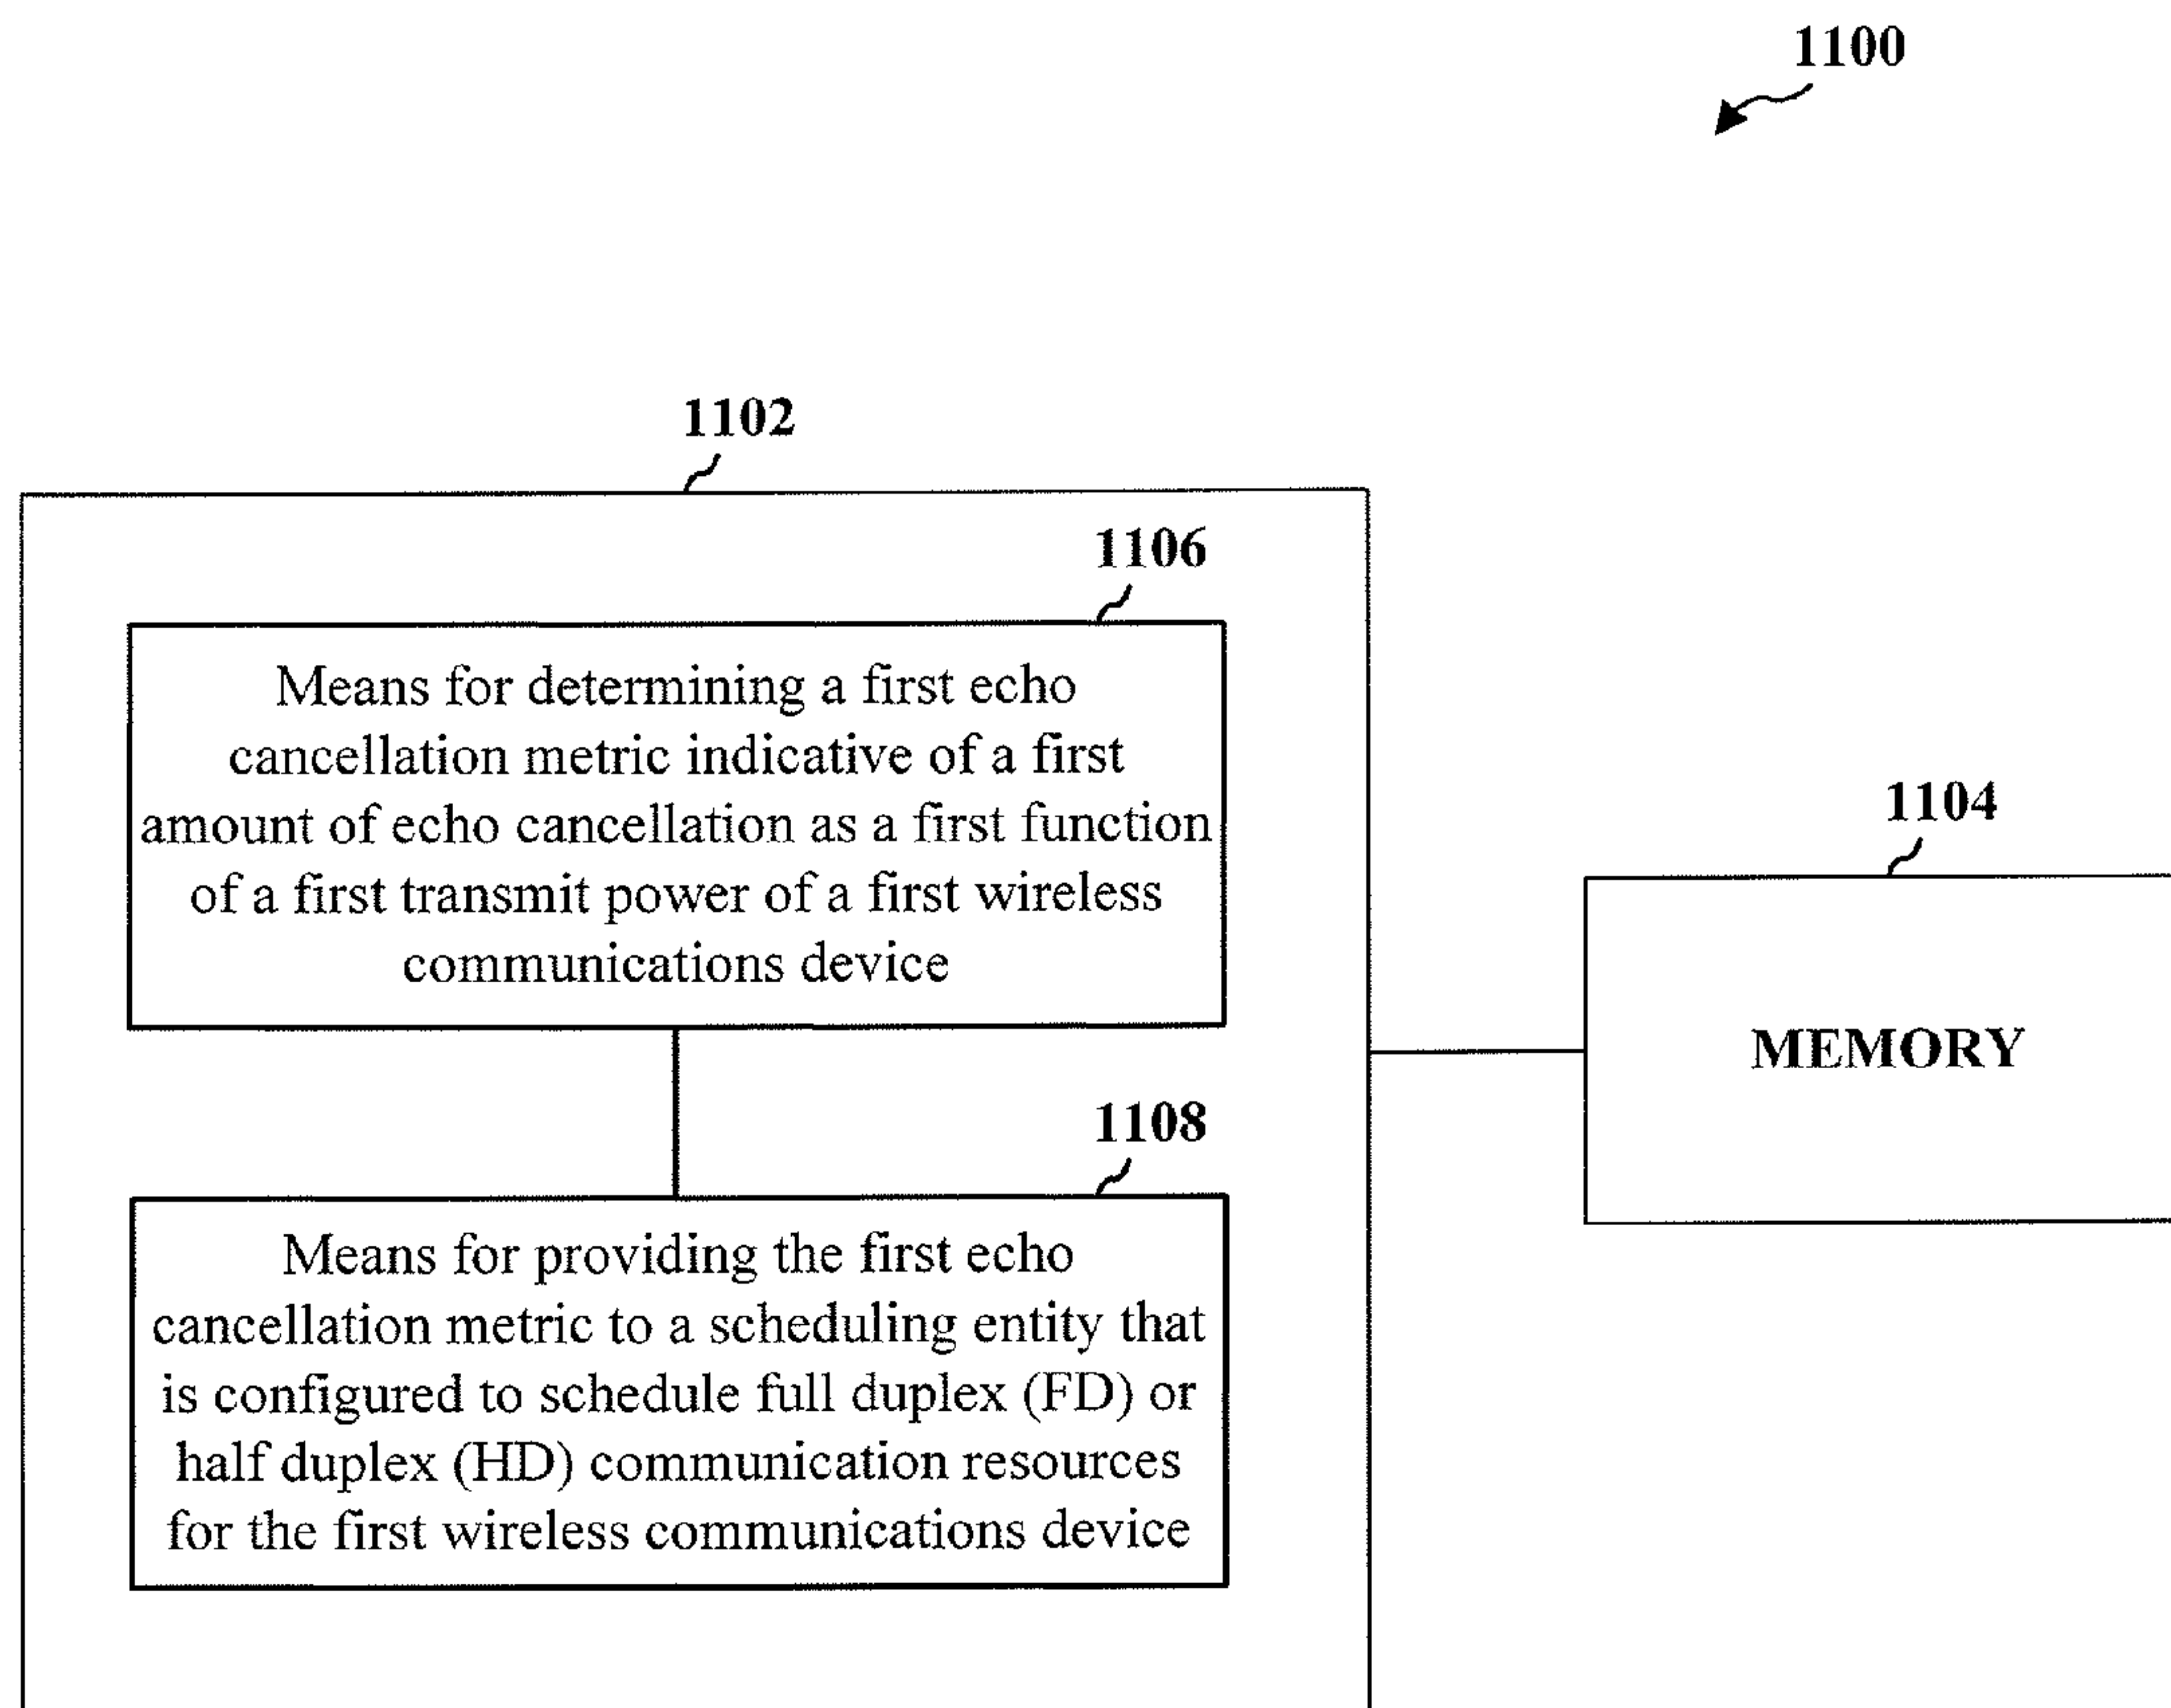 1100
1102
1106
Means for determining a first echo
cancellation metric indicative of a first
amount of echo cancellation as a first function
of a first transmit power of a first wireless
communications device
1104
MEMORY
1108
Means for providing the first echo
cancellation metric to a scheduling entity that
is configured to schedule full duplex (FD) or
half duplex (HD) communication resources
for the first wireless communications device